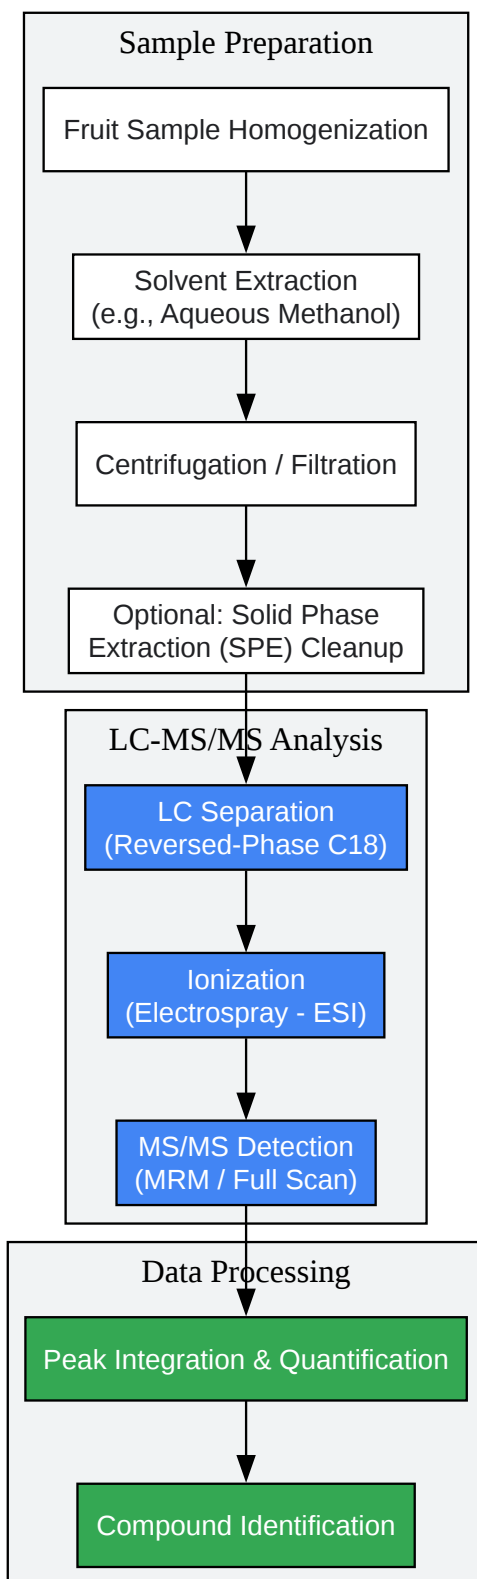 Sample Preparation
Fruit Sample Homogenization
Solvent Extraction
(e.g., Aqueous Methanol)
Centrifugation / Filtration
Optional: Solid Phase
Extraction (SPE) Cleanup
LC-MS/MS Analysis
LC Separation
(Reversed-Phase C18)
Ionization
(Electrospray - ESI)
MS/MS Detection
(MRM / Full Scan)
Data Processing
Peak Integration & Quantification
Compound Identification